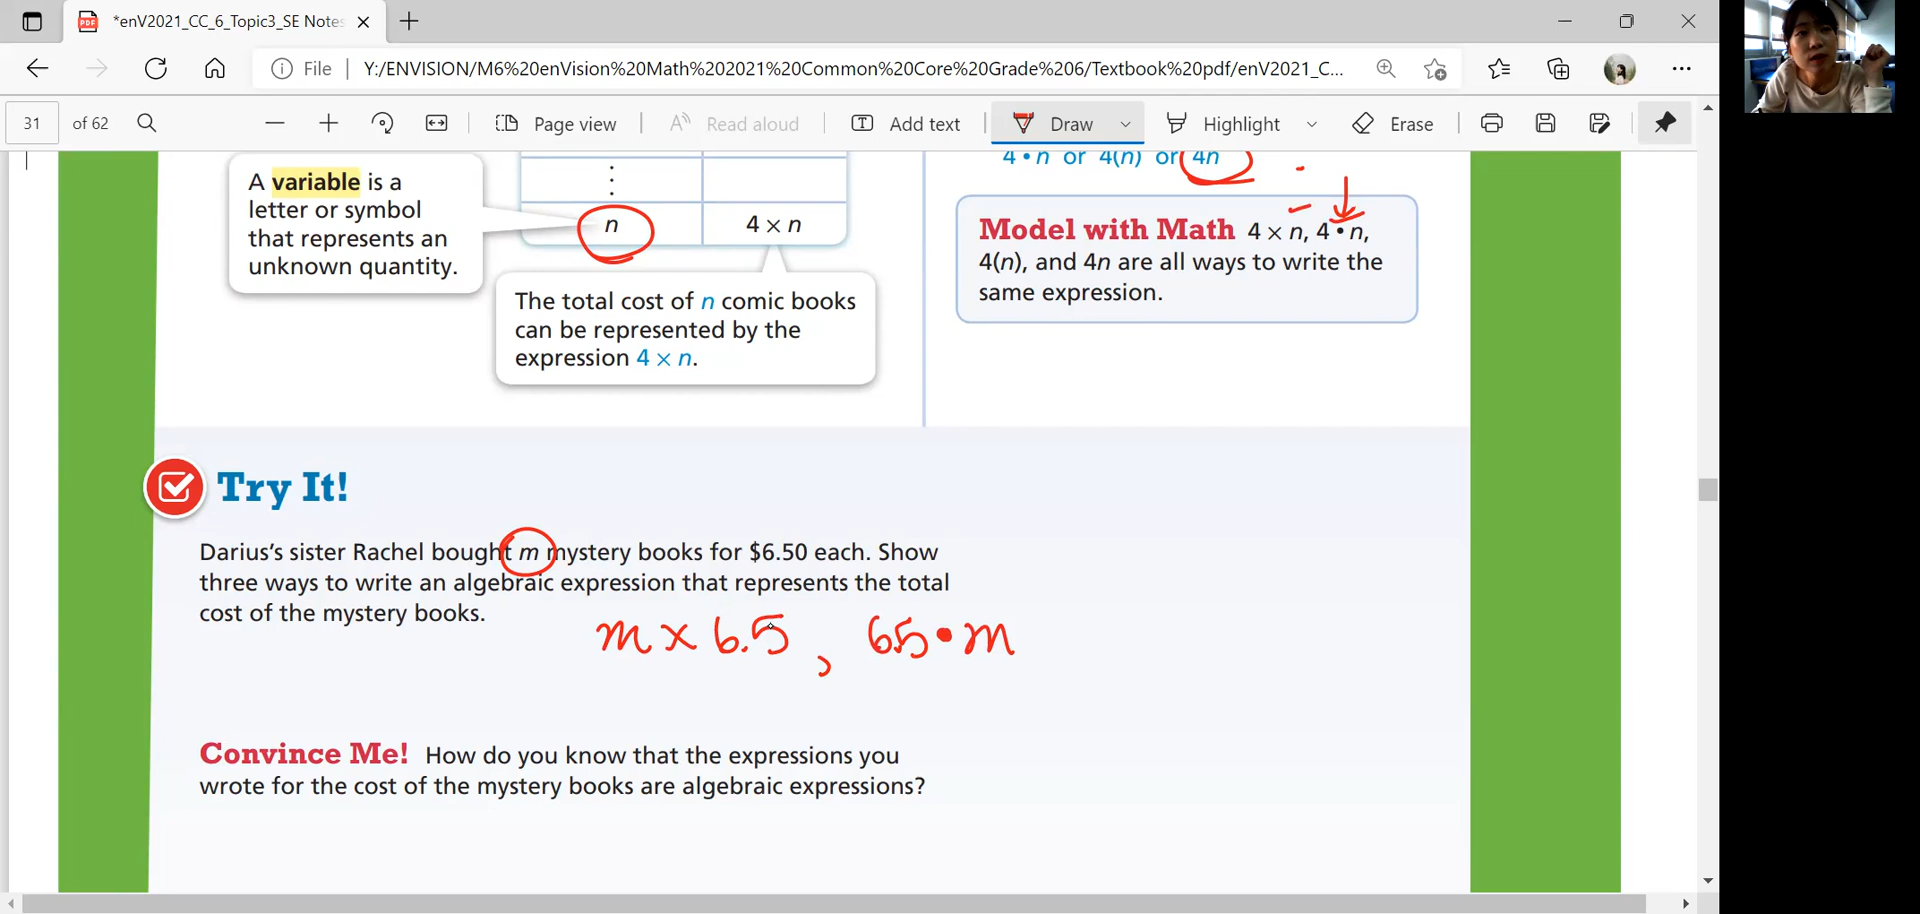 *enV2021_CC_6_Topic3_SE Notes
File
Y:/ENVISION/M6%20enVision%20Math%202021%20Common%20Core%20Grade%206/Textbook%20pdf/enV2021_C...
31 of 62
Page view
Read aloud
Add text
Draw
Highlight
Erase
A variable is a
letter or symbol
that represents an
unknown quantity.
n
4 × n
The total cost of n comic books
can be represented by the
expression 4 × n.
4 • n or 4(n) or 4n
Model with Math 4 × n, 4 • n,
4(n), and 4n are all ways to write the
same expression.
Try It!
Darius's sister Rachel bought m mystery books for $6.50 each. Show
three ways to write an algebraic expression that represents the total
cost of the mystery books.
m × 6.5 , 6.5 • m
Convince Me! How do you know that the expressions you
wrote for the cost of the mystery books are algebraic expressions?